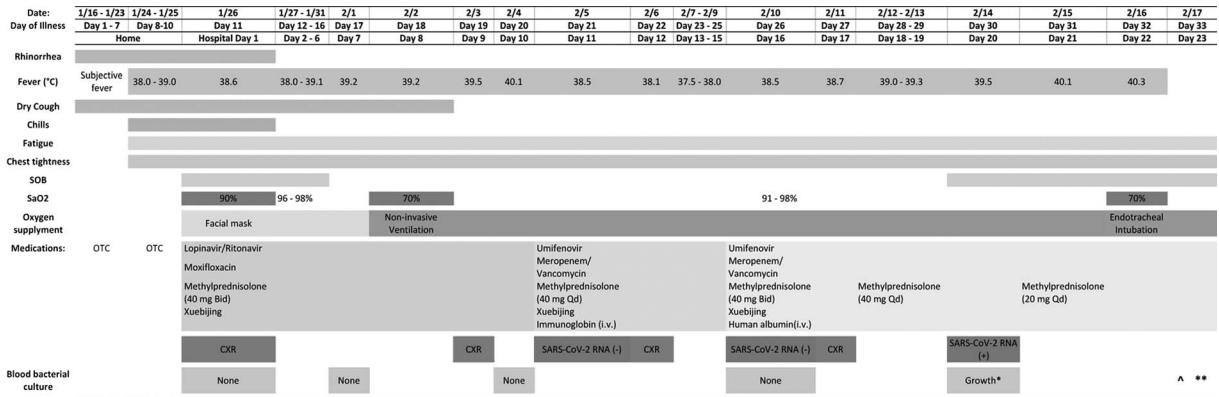 Date: 1/16 - 1/23 1/24 - 1/25 1/26 1/27 - 1/31 2/1 2/2 2/3 2/4 2/5 2/6 2/7 – 2/9 2/10 2/11 2/12 – 2/13 2/14 2/15 2/16 2/17
Day of Illness: Day 1 - 7 Day 8-10 Day 11 Day 12 - 16 Day 17 Day 18 Day 19 Day 20 Day 21 Day 22 Day 23 - 25 Day 26 Day 27 Day 28 - 29 Day 30 Day 31 Day 32 Day 33
Home Hospital Day 1 Day 2 - 6 Day 7 Day 8 Day 9 Day 10 Day 11 Day 12 Day 13 - 15 Day 16 Day 17 Day 18 - 19 Day 20 Day 21 Day 22 Day 23
Rhinorrhea
Fever (°C) Subjective fever 38.0 - 39.0 38.6 38.0 - 39.1 39.2 39.2 39.5 40.1 38.5 38.1 37.5 - 38.0 38.5 38.7 39.0 - 39.3 39.5 40.1 40.3
Dry Cough
Chills
Fatigue
Chest tightness
SOB
SaO2 90% 96 - 98% 70% 91 - 98% 70%
Oxygen supplyment Facial mask Non-invasive Ventilation Endotracheal Intubation
Medications: OTC OTC Lopinavir/Ritonavir Umifenovir Umifenovir
Moxifloxacin Meropenem/ Meropenem/
Vancomycin Vancomycin
Methylprednisolone Methylprednisolone Methylprednisolone Methylprednisolone Methylprednisolone
(40 mg Bid) (40 mg Qd) (40 mg Bid) (40 mg Qd) (20 mg Qd)
Xuebijing Xuebijing Xuebijing
Immunoglobin (i.v.) Human albumin(i.v.)
CXR CXR SARS-CoV-2 RNA (-) CXR SARS-CoV-2 RNA (-) CXR SARS-CoV-2 RNA (+)
Blood bacterial culture None None None None Growth* ^ **